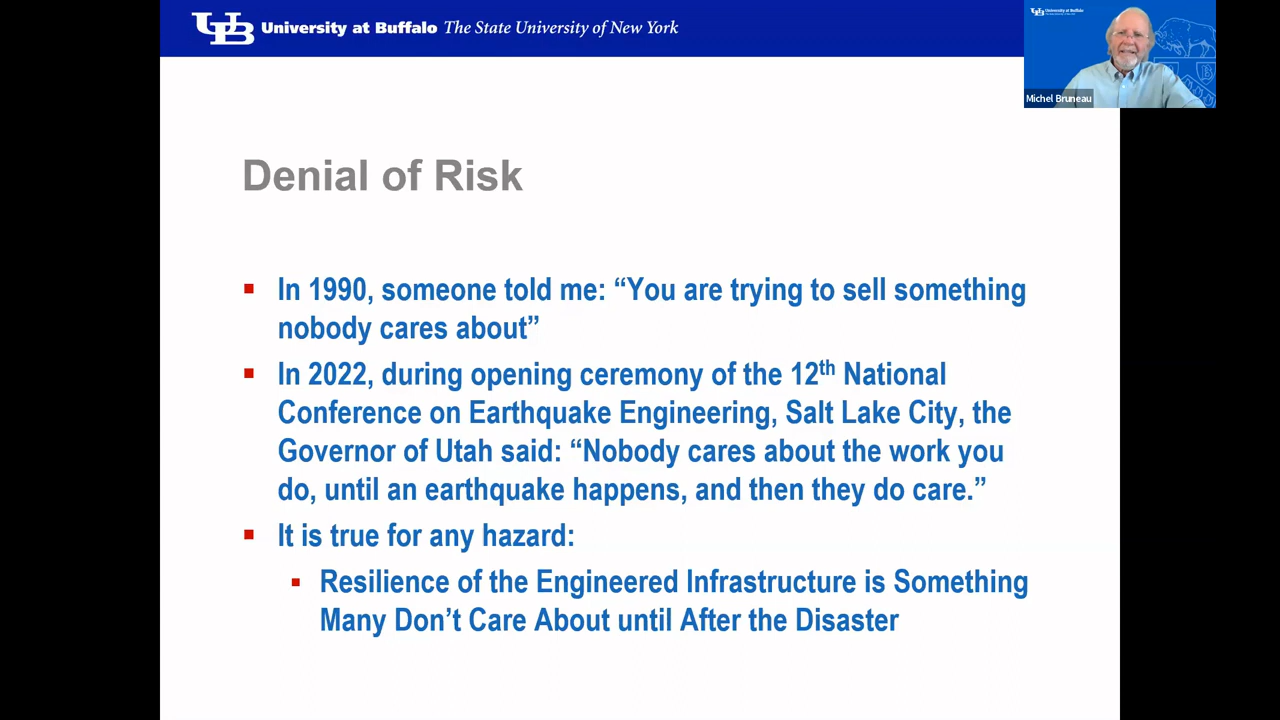 UB University at Buffalo The State University of New York
Michel Bruneau
Denial of Risk
In 1990, someone told me: “You are trying to sell something
nobody cares about”
In 2022, during opening ceremony of the 12th National
Conference on Earthquake Engineering, Salt Lake City, the
Governor of Utah said: “Nobody cares about the work you
do, until an earthquake happens, and then they do care.”
It is true for any hazard:
Resilience of the Engineered Infrastructure is Something
Many Don’t Care About until After the Disaster